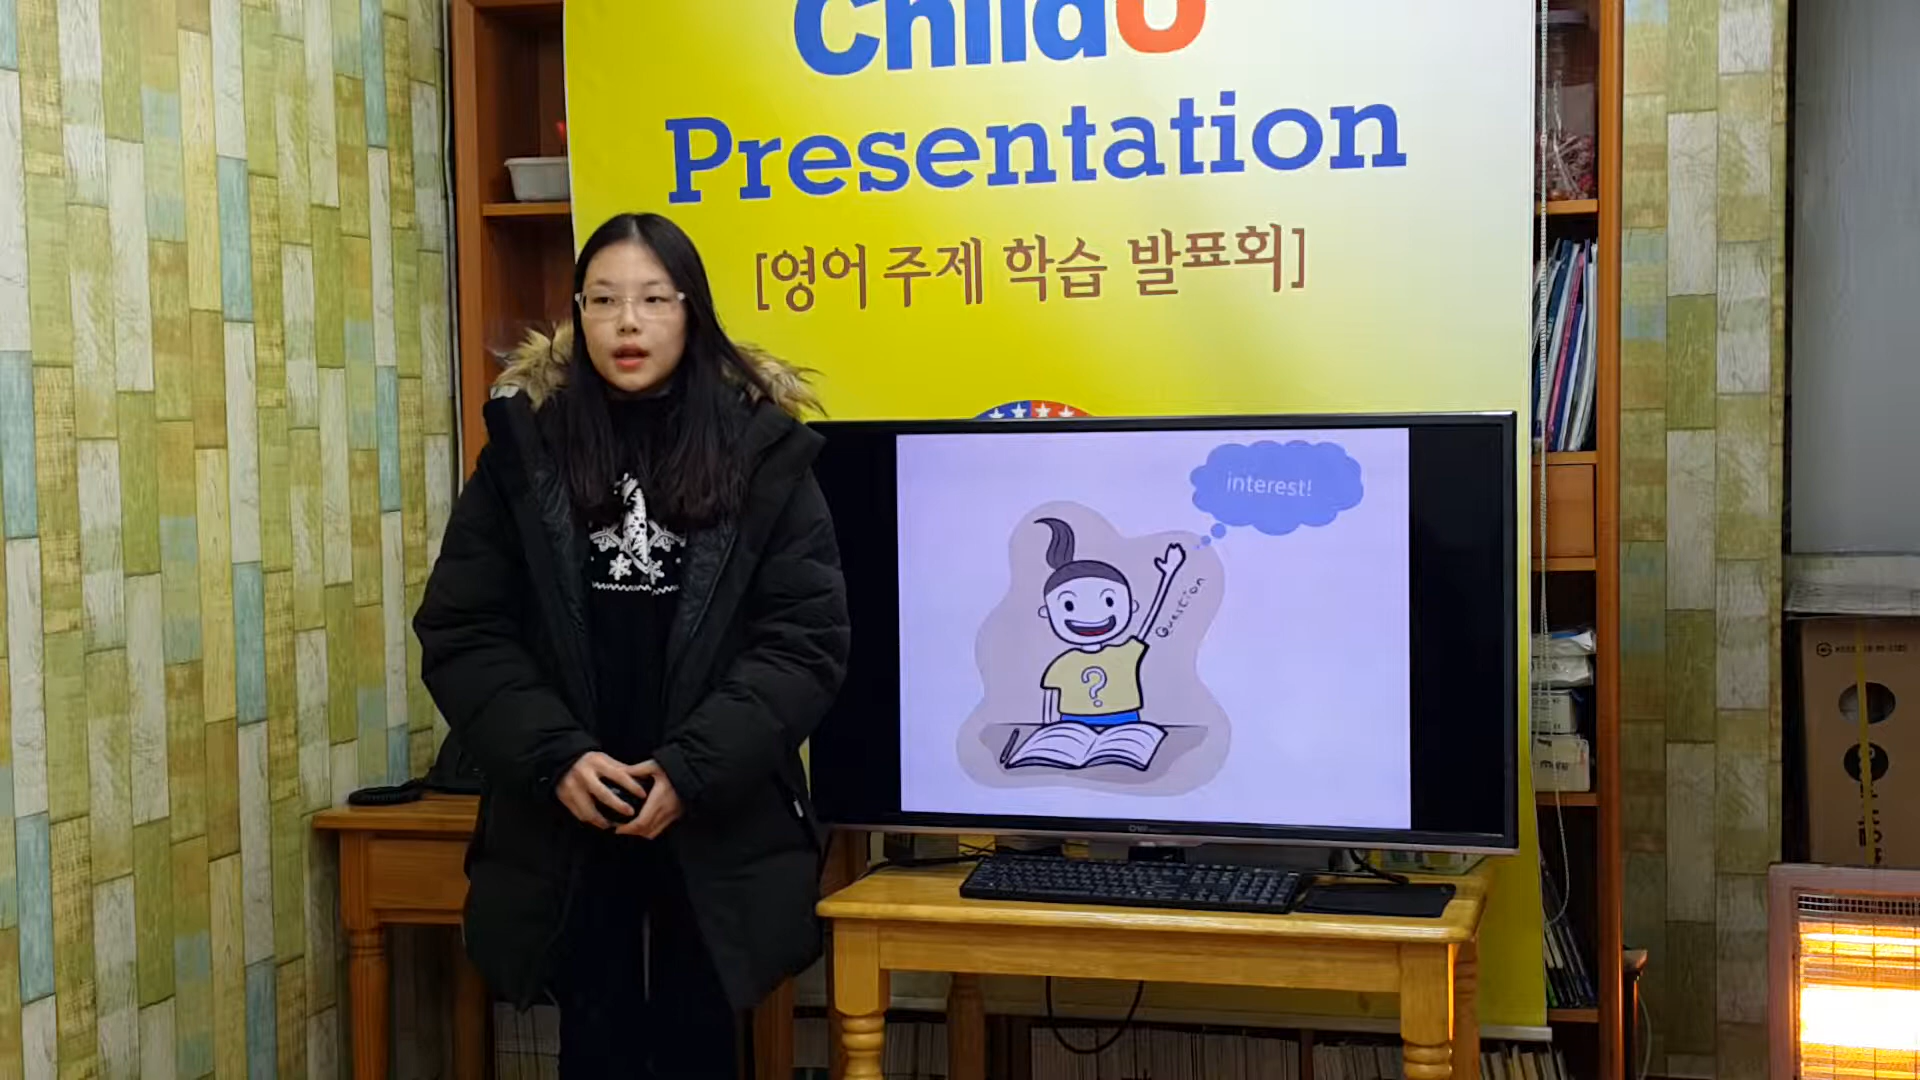 ChildU
Presentation
[영어 주제 학습 발표회]
interest!
Question
?